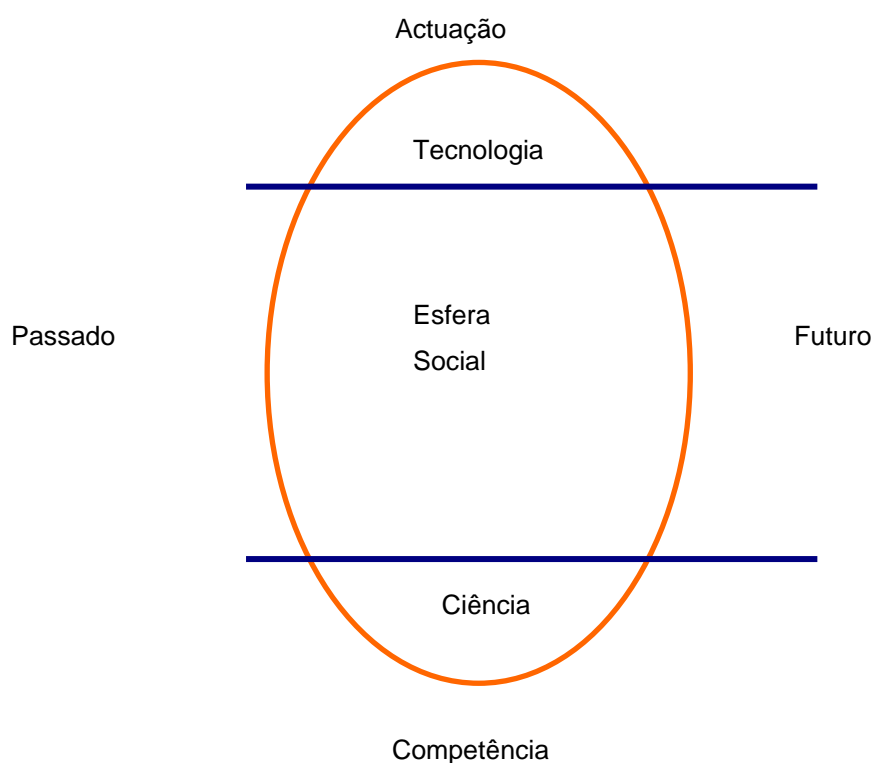 Actuação
Tecnologia
Esfera
Passado
Futuro
Social
Ciência
Competência